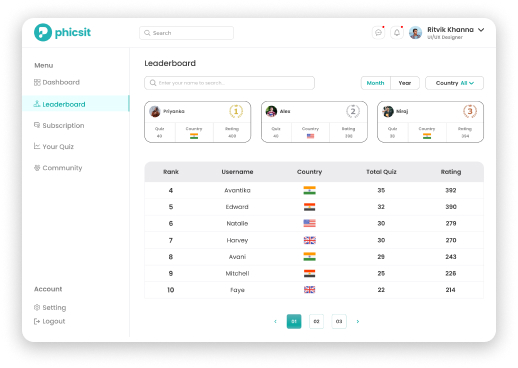 phicsit
Search
Ritvik Khanna
UI/UX Designer
Menu
Dashboard
Leaderboard
Subscription
Your Quiz
Community
Account
Setting
Logout
Leaderboard
Enter your name to search..
Month Year
Country All
Priyanka 1
Quiz Country Rating
40 400
Alex 2
Quiz Country Rating
40 398
Niraj 3
Quiz Country Rating
394
Rank Username Country Total Quiz Rating
4 Avantika 35 392
5 Edward 32 390
6 Natalie 30 279
7 Harvey 30 270
8 Avani 29 243
9 Mitchell 25 226
10 Faye 22 214
‹ 01 02 03 ›